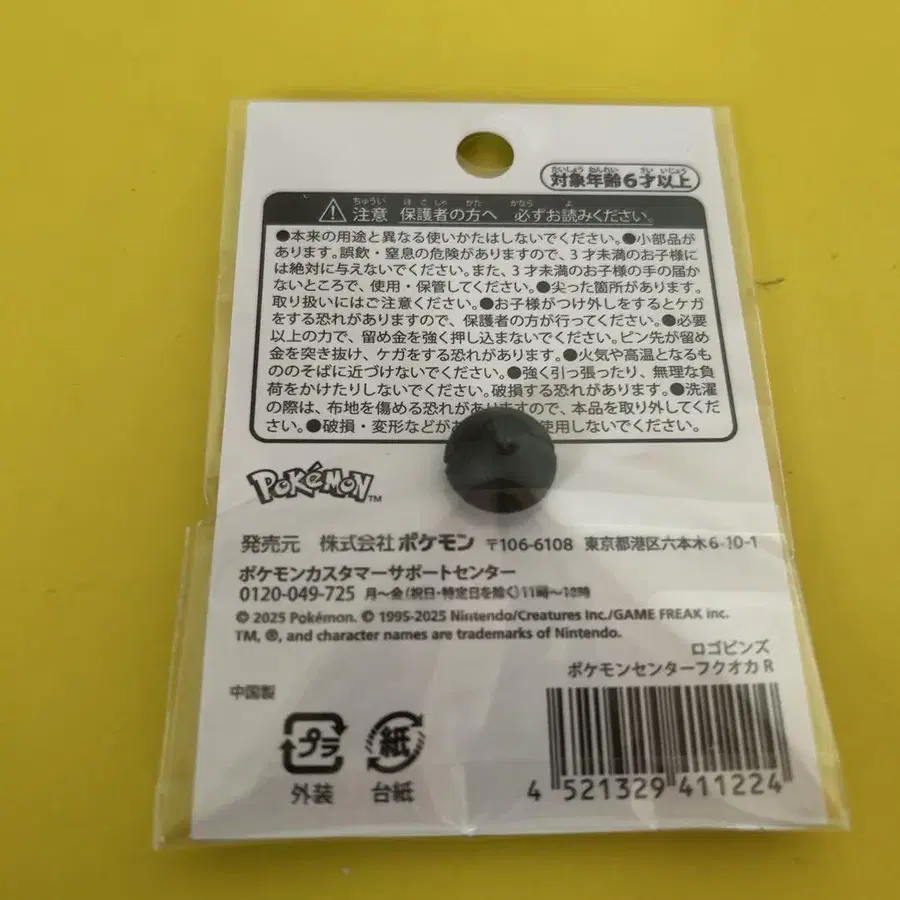 たいしょうねんれい さい いじょう
対象年齢6才以上
ちゅうい ほごしゃ かた かなら よ
注意 保護者の方へ 必ずお読みください。
●本来の用途と異なる使いかたはしないでください。●小部品が
あります。誤飲・窒息の危険がありますので、3才未満のお子様に
は絶対に与えないでください。また、3才未満のお子様の手の届か
ないところで、使用・保管してください。●尖った箇所があります。
取り扱いにはご注意ください。●お子様がつけ外しをするとケガ
をする恐れがありますので、保護者の方が行ってください。●必要
以上の力で、留め金を強く押し込まないでください。ピン先が留め
金を突き抜け、ケガをする恐れがあります。●火気や高温となるも
ののそばに近づけないでください。●強く引っ張ったり、無理な負
荷をかけたりしないでください。破損する恐れがあります。●洗濯
の際は、布地を傷める恐れがありますので、本品を取り外してくだ
さい。●破損・変形などがお 使用しないでください。
POKéMON™
発売元 株式会社ポケモン 〒106-6108 東京都港区六本木6-10-1
ポケモンカスタマーサポートセンター
0120-049-725 月〜金(祝日・特定日を除く)11時〜18時
© 2025 Pokémon. © 1995-2025 Nintendo/Creatures Inc./GAME FREAK inc.
TM, ®, and character names are trademarks of Nintendo.
ロゴピンズ
ポケモンセンターフクオカ R
中国製
プラ 紙
外装 台紙
4 521329 411224